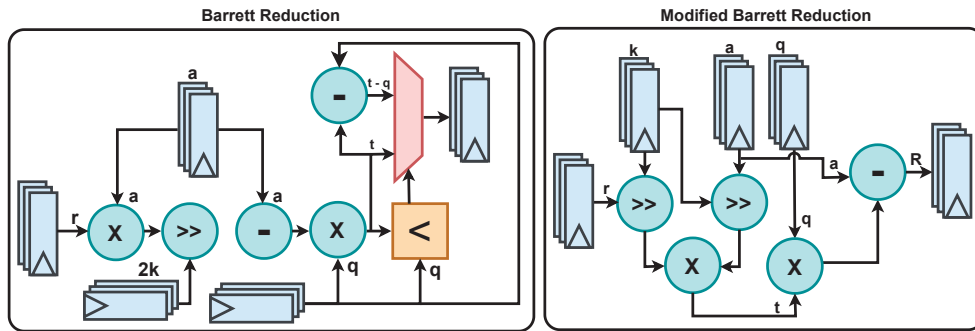 Barrett Reduction
a
t - q
-
t
r
a
a
X
>>
-
X
<
2k
q
q
Modified Barrett Reduction
k
a
q
r
>>
>>
a
-
R
q
X
X
t